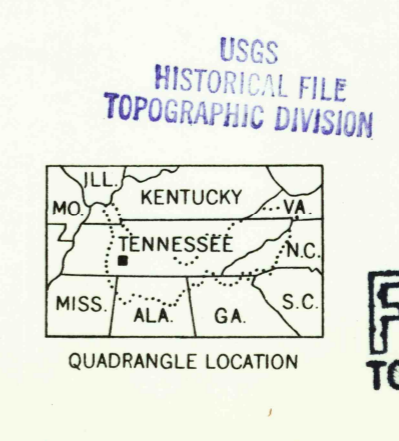 USGS
HISTORICAL FILE
TOPOGRAPHIC DIVISION
ILL.
MO.
KENTUCKY
VA.
TENNESSEE
N.C.
MISS.
ALA.
GA.
S.C.
QUADRANGLE LOCATION